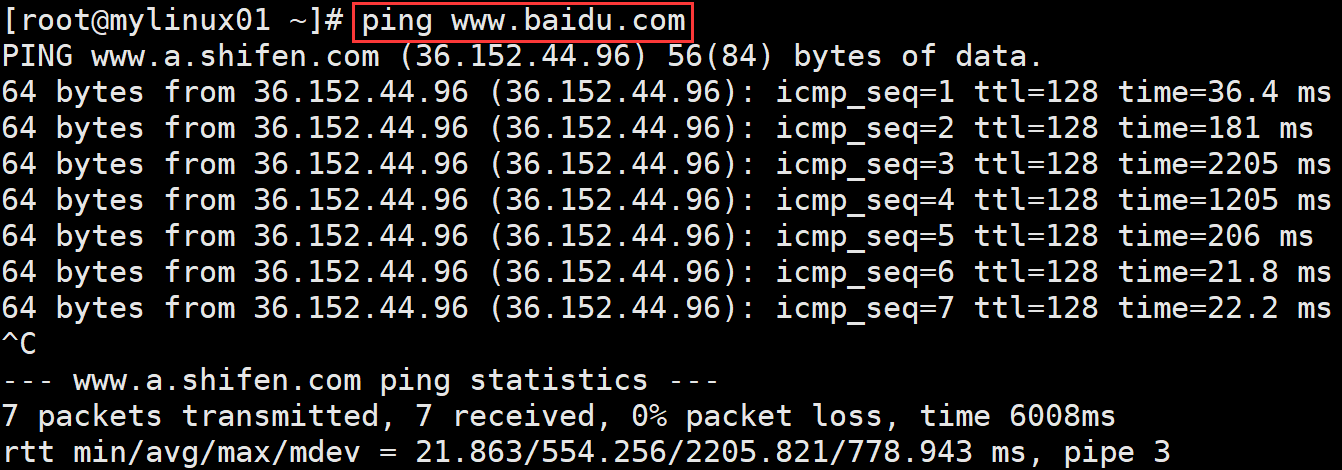 [root@mylinux01 ~]# ping www.baidu.com
PING www.a.shifen.com (36.152.44.96) 56(84) bytes of data.
64 bytes from 36.152.44.96 (36.152.44.96): icmp_seq=1 ttl=128 time=36.4 ms
64 bytes from 36.152.44.96 (36.152.44.96): icmp_seq=2 ttl=128 time=181 ms
64 bytes from 36.152.44.96 (36.152.44.96): icmp_seq=3 ttl=128 time=2205 ms
64 bytes from 36.152.44.96 (36.152.44.96): icmp_seq=4 ttl=128 time=1205 ms
64 bytes from 36.152.44.96 (36.152.44.96): icmp_seq=5 ttl=128 time=206 ms
64 bytes from 36.152.44.96 (36.152.44.96): icmp_seq=6 ttl=128 time=21.8 ms
64 bytes from 36.152.44.96 (36.152.44.96): icmp_seq=7 ttl=128 time=22.2 ms
^C
--- www.a.shifen.com ping statistics ---
7 packets transmitted, 7 received, 0% packet loss, time 6008ms
rtt min/avg/max/mdev = 21.863/554.256/2205.821/778.943 ms, pipe 3